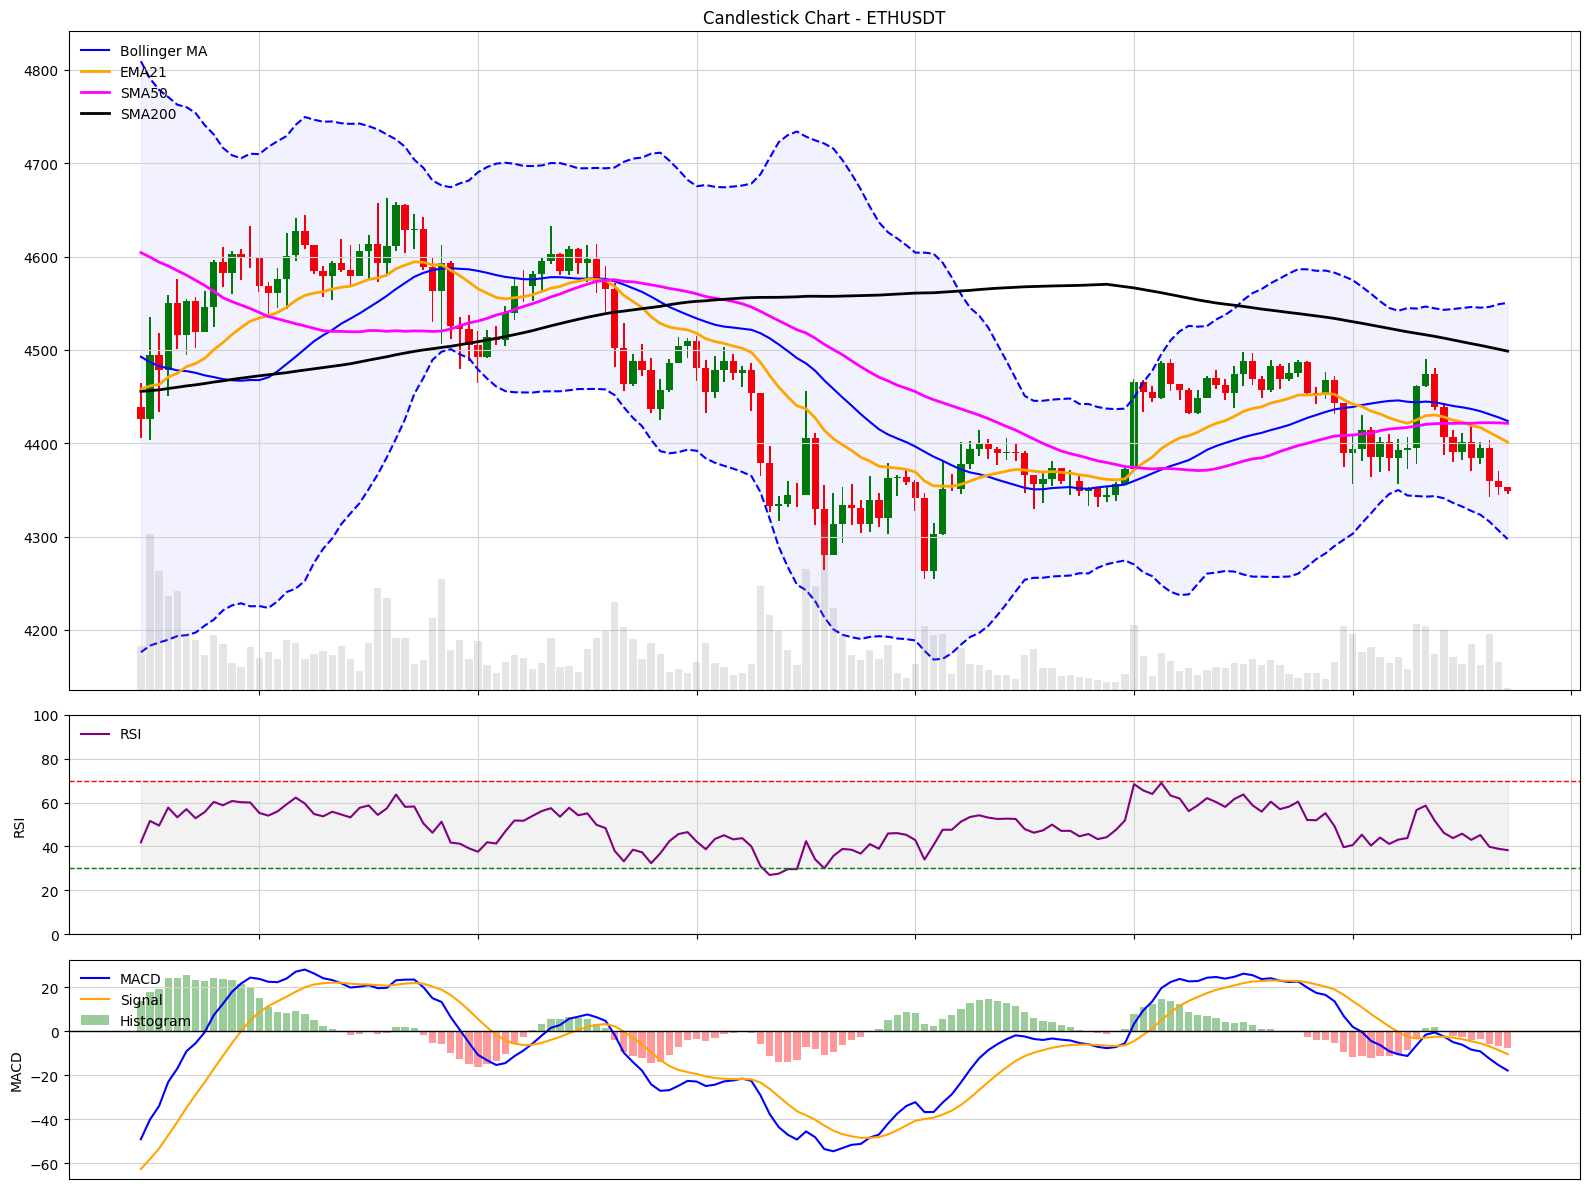 Candlestick Chart - ETHUSDT
Bollinger MA
EMA21
SMA50
SMA200
4800
4700
4600
4500
4400
4300
4200
RSI
100
80
60
40
20
0
RSI
MACD
Signal
Histogram
20
0
−20
−40
−60
MACD